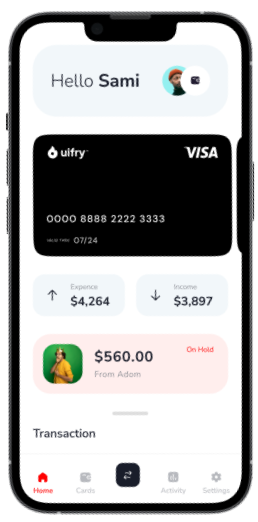 Hello Sami
uifry™
VISA
0000 8888 2222 3333
VALID THRU 07/24
Expence
$4,264
Income
$3,897
$560.00
On Hold
From Adom
Transaction
Home
Cards
Activity
Settings